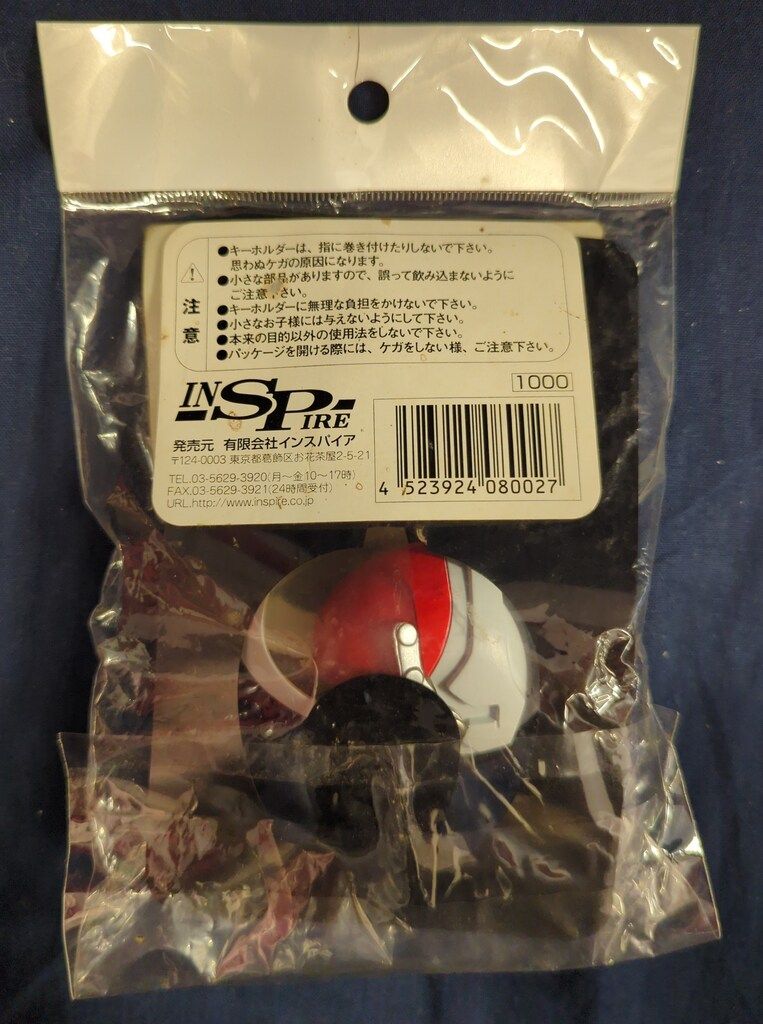 ●キーホルダーは、指に巻き付けたりしないで下さい。
思わぬケガの原因になります。
●小さな部品がありますので、誤って飲み込まないように
ご注意下さい。
●キーホルダーに無理な負担をかけないで下さい。
●小さなお子様には与えないようにして下さい。
●本来の目的以外の使用法をしないで下さい。
●パッケージを開ける際には、ケガをしない様、ご注意下さい。
注意
1000
INSPIRE
発売元 有限会社インスパイア
〒124-0003 東京都葛飾区お花茶屋2-5-21
TEL.03-5629-3920(月〜金10〜17時)
FAX.03-5629-3921(24時間受付)
URL.http://www.inspire.co.jp
4 523924 080027